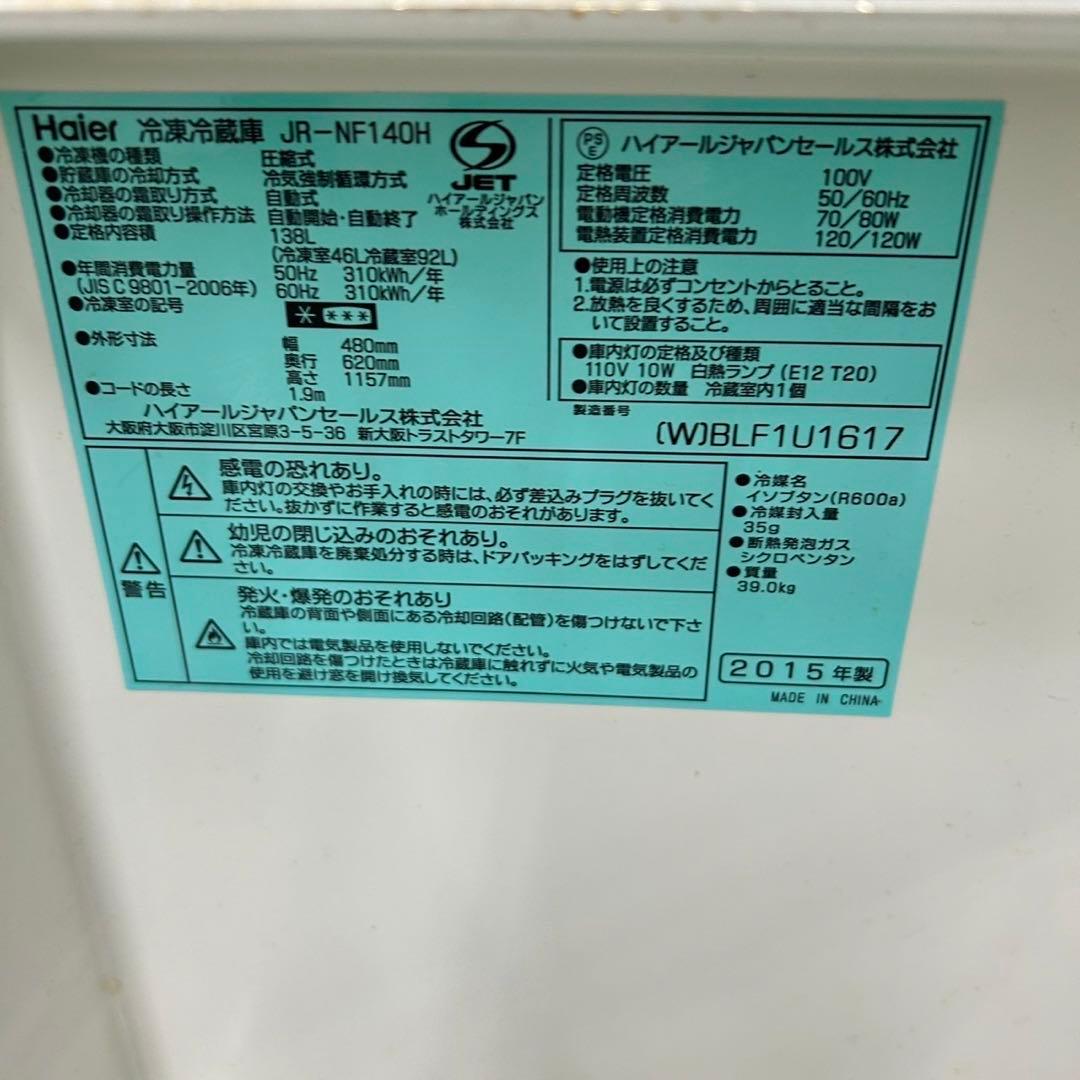 Haier 冷凍冷蔵庫 JR-NF140H
●冷凍機の種類 圧縮式
●貯蔵庫の冷却方式 冷気強制循環方式
●冷却器の霜取り方式 自動式
●冷却器の霜取り操作方法 自動開始・自動終了
●定格内容積 138L
(冷凍室46L冷蔵室92L)
●年間消費電力量 50Hz 310kWh/年
(JIS C 9801-2006年) 60Hz 310kWh/年
●冷凍室の記号
●外形寸法 幅 480mm
奥行 620mm
高さ 1157mm
●コードの長さ 1.9m
ハイアールジャパンセールス株式会社
大阪府大阪市淀川区宮原3-5-36 新大阪トラストタワー7F
JET
ハイアールジャパン
ホールディングス
株式会社
PS
E
ハイアールジャパンセールス株式会社
定格電圧 100V
定格周波数 50/60Hz
電動機定格消費電力 70/80W
電熱装置定格消費電力 120/120W
●使用上の注意
1.電源は必ずコンセントからとること。
2.放熱を良くするため、周囲に適当な間隔をお
いて設置すること。
●庫内灯の定格及び種類
110V 10W 白熱ランプ (E12 T20)
●庫内灯の数量 冷蔵室内1個
製造番号
(W)BLF1U1617
警告
感電の恐れあり。
庫内灯の交換やお手入れの時には、必ず差込みプラグを抜いてく
ださい。抜かずに作業すると感電のおそれがあります。
幼児の閉じ込みのおそれあり。
冷凍冷蔵庫を廃棄処分する時は、ドアパッキングをはずしてくだ
さい。
発火・爆発のおそれあり
冷蔵庫の背面や側面にある冷却回路(配管)を傷つけないで下さ
い。
庫内では電気製品を使用しないでください。
冷却回路を傷つけたときは冷蔵庫に触れずに火気や電気製品の
使用を避け窓を開け換気してください。
●冷媒名
イソブタン(R600a)
●冷媒封入量
35g
●断熱発泡ガス
シクロペンタン
●質量
39.0kg
2015年製
MADE IN CHINA